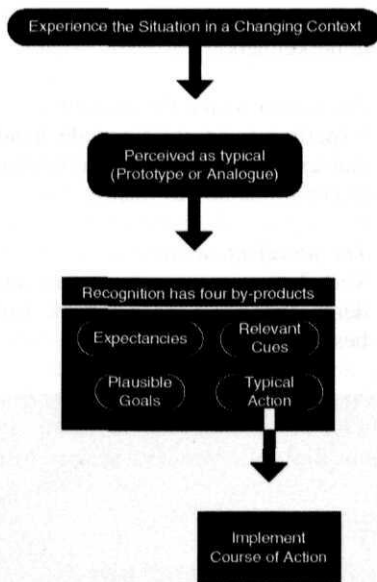 Experience the Situation in a Changing Context
Perceived as typical
(Prototype or Analogue)
Recognition has four by-products
Expectancies
Relevant
Cues
Plausible
Goals
Typical
Action
Implement
Course of Action